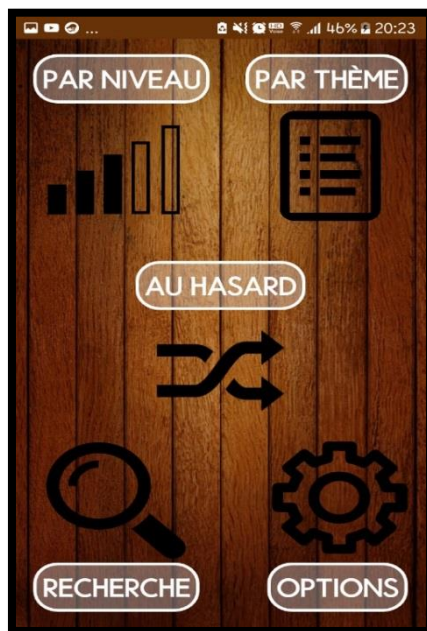 ... 46% 20:23
PAR NIVEAU PAR THÈME
AU HASARD
RECHERCHE OPTIONS